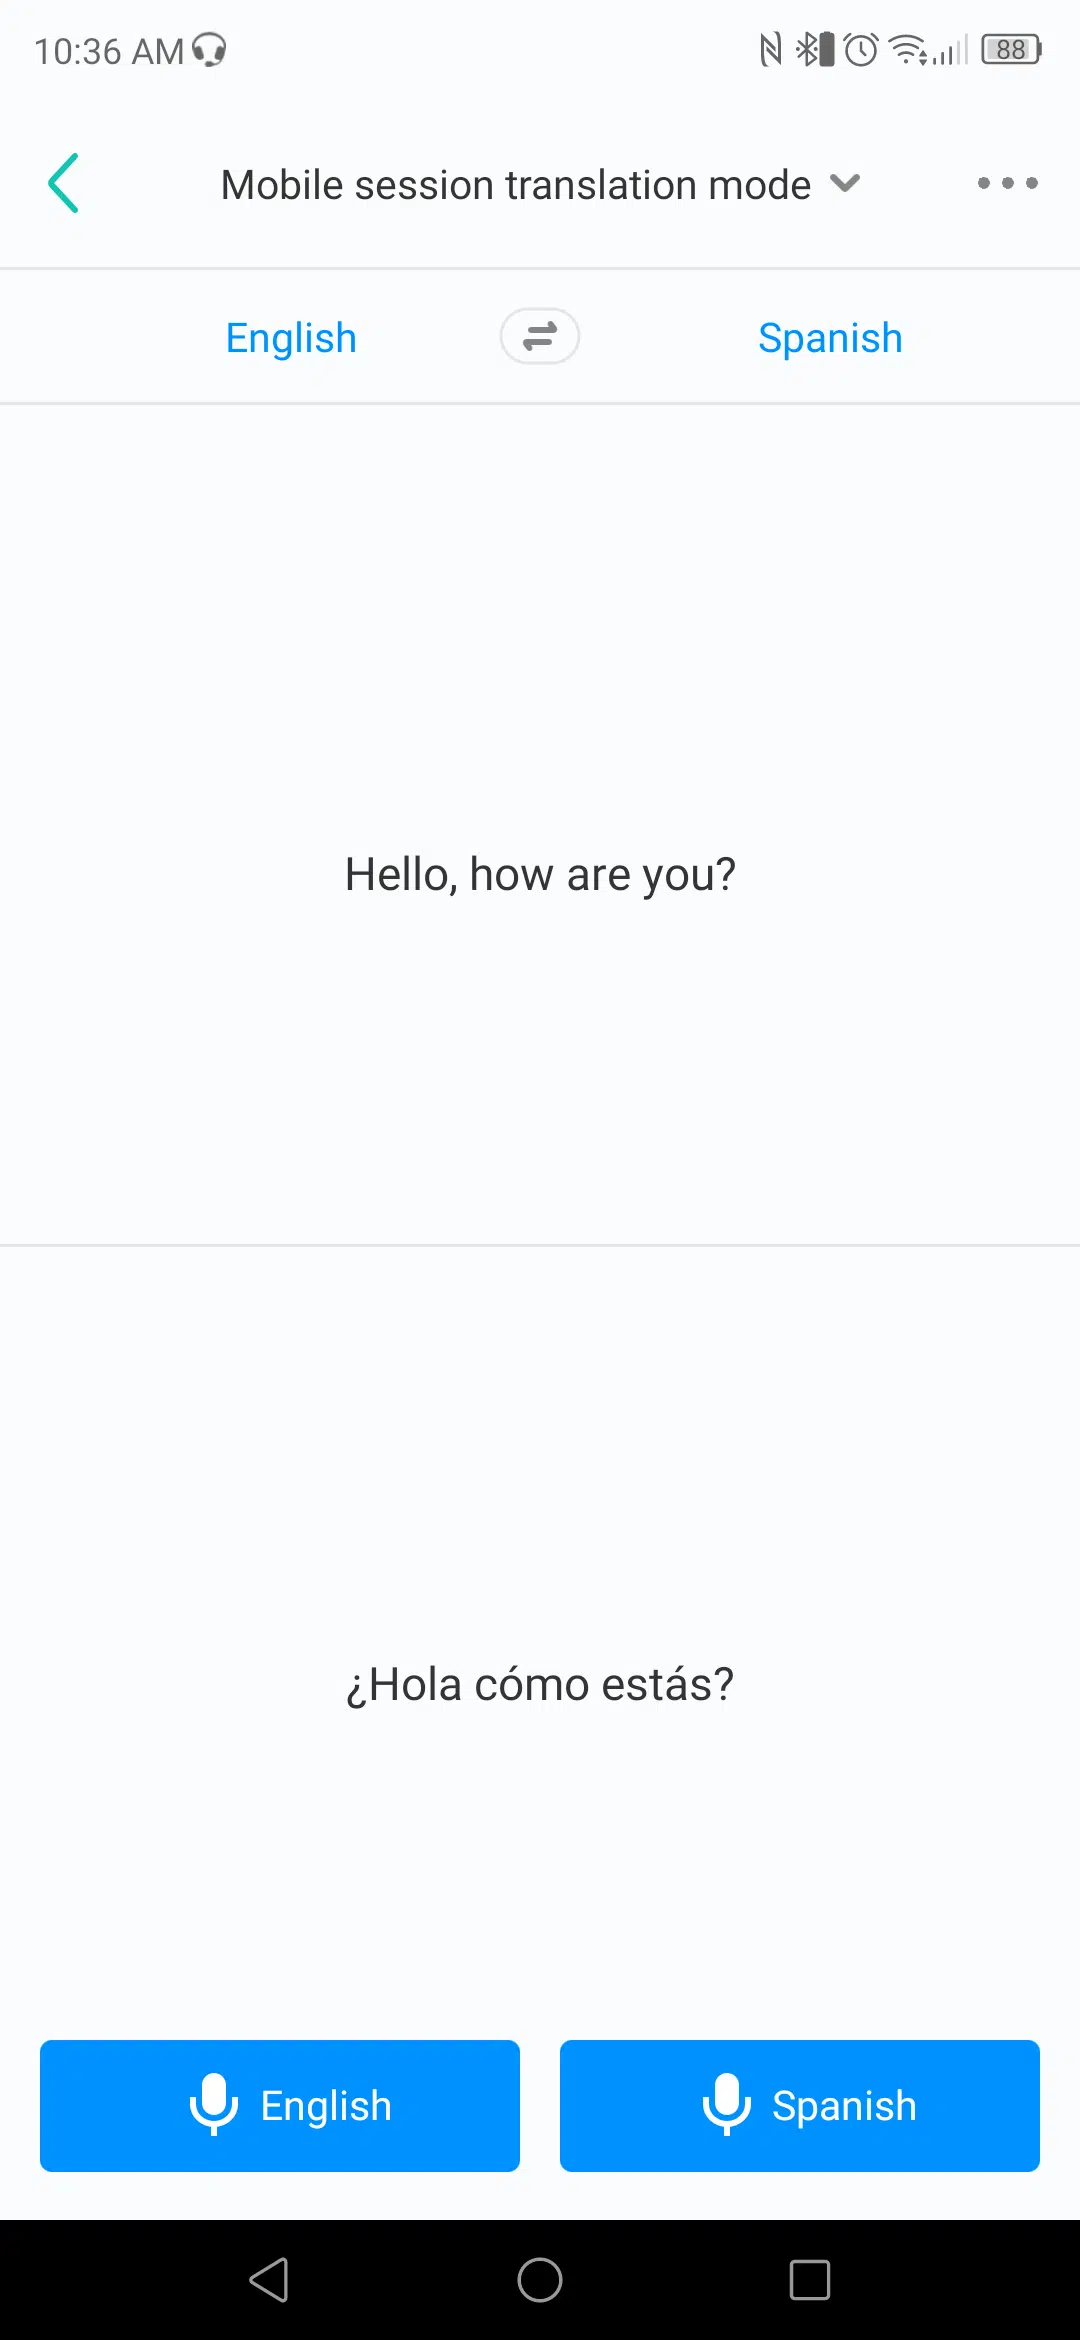 10:36 AM
88
Mobile session translation mode
English
Spanish
Hello, how are you?
¿Hola cómo estás?
English
Spanish